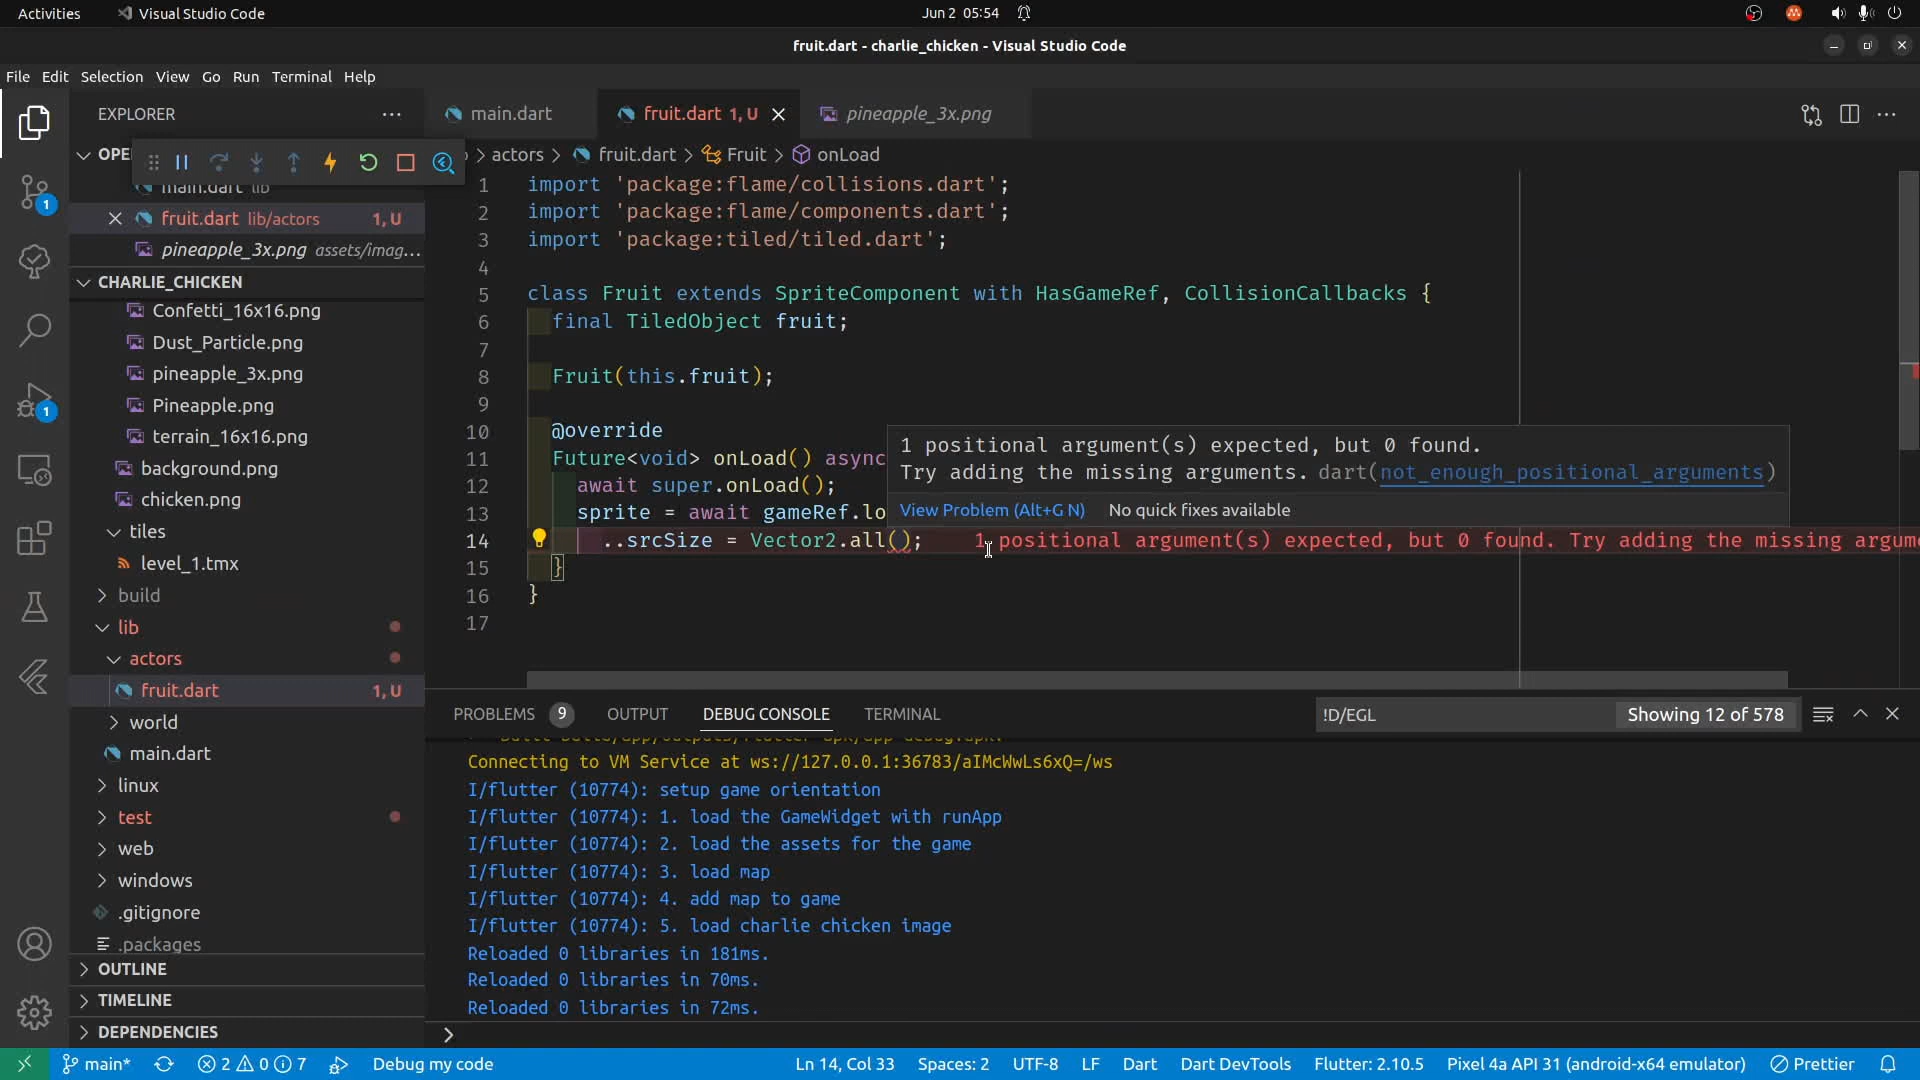 Activities
Visual Studio Code
Jun 2 05:54
fruit.dart - charlie_chicken - Visual Studio Code
File Edit Selection View Go Run Terminal Help
EXPLORER
main.dart
fruit.dart 1, U
pineapple_3x.png
OPE
actors > fruit.dart > Fruit > onLoad
main.dart lib
fruit.dart lib/actors 1, U
pineapple_3x.png assets/imag...
CHARLIE_CHICKEN
Confetti_16x16.png
Dust_Particle.png
pineapple_3x.png
Pineapple.png
terrain_16x16.png
background.png
chicken.png
tiles
level_1.tmx
build
lib
actors
fruit.dart 1, U
world
main.dart
linux
test
web
windows
.gitignore
.packages
OUTLINE
TIMELINE
DEPENDENCIES
1
1
1 import 'package:flame/collisions.dart';
2 import 'package:flame/components.dart';
3 import 'package:tiled/tiled.dart';
4
5 class Fruit extends SpriteComponent with HasGameRef, CollisionCallbacks {
6 final TiledObject fruit;
7
8 Fruit(this.fruit);
9
10 @override
11 Future<void> onLoad() async
12 await super.onLoad();
13 sprite = await gameRef.lo
14 ..srcSize = Vector2.all(); 1 positional argument(s) expected, but 0 found. Try adding the missing argum
15 }
16 }
17
1 positional argument(s) expected, but 0 found.
Try adding the missing arguments. dart(not_enough_positional_arguments)
View Problem (Alt+G N) No quick fixes available
PROBLEMS 9 OUTPUT DEBUG CONSOLE TERMINAL
!D/EGL Showing 12 of 578
Connecting to VM Service at ws://127.0.0.1:36783/aIMcWwLs6xQ=/ws
I/flutter (10774): setup game orientation
I/flutter (10774): 1. load the GameWidget with runApp
I/flutter (10774): 2. load the assets for the game
I/flutter (10774): 3. load map
I/flutter (10774): 4. add map to game
I/flutter (10774): 5. load charlie chicken image
Reloaded 0 libraries in 181ms.
Reloaded 0 libraries in 70ms.
Reloaded 0 libraries in 72ms.
main* 2 0 7 Debug my code Ln 14, Col 33 Spaces: 2 UTF-8 LF Dart Dart DevTools Flutter: 2.10.5 Pixel 4a API 31 (android-x64 emulator) Prettier